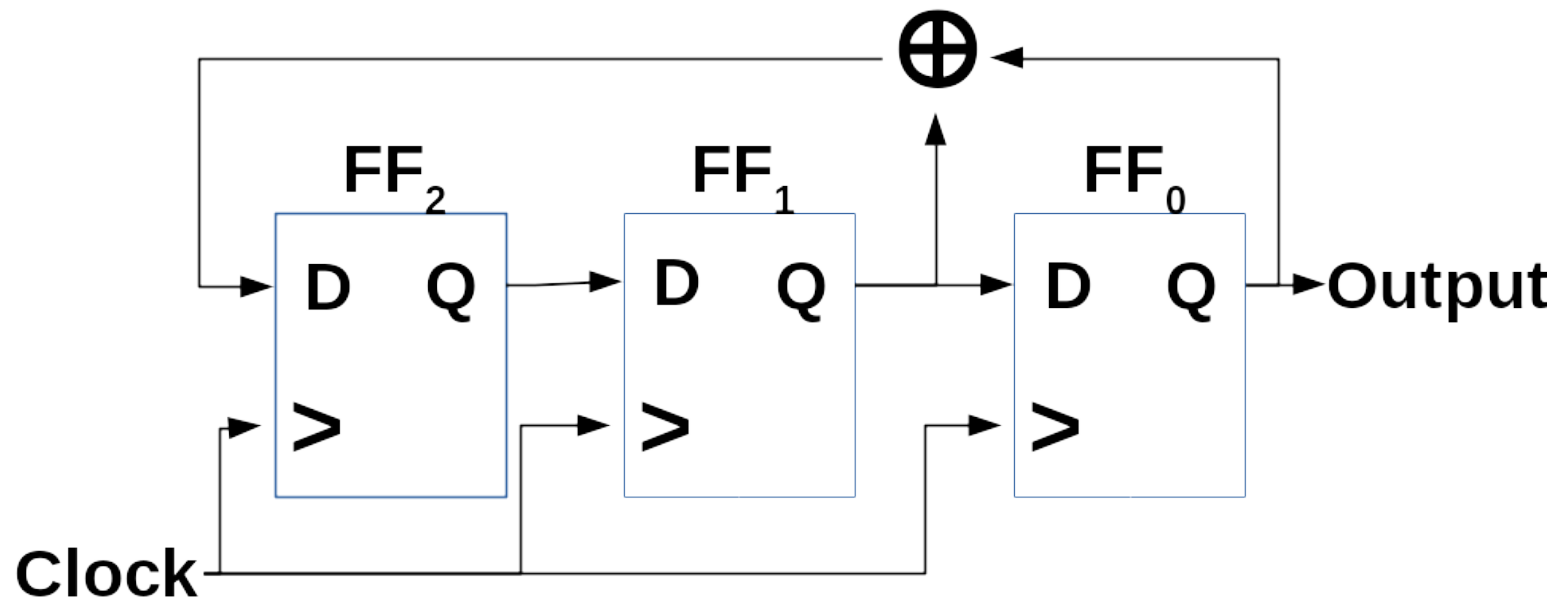 ⊕
FF₂ FF₁ FF₀
D Q D Q D Q Output
> > >
Clock